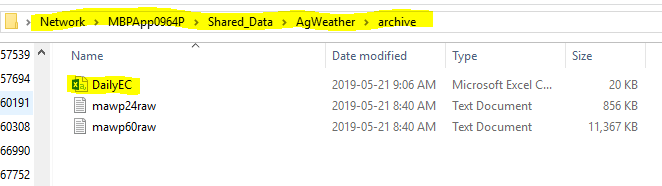 Network > MBPApp0964P > Shared_Data > AgWeather > archive
57539
Name Date modified Type Size
57694
DailyEC 2019-05-21 9:06 AM Microsoft Excel C... 20 KB
60191
mawp24raw 2019-05-21 8:40 AM Text Document 856 KB
60308
mawp60raw 2019-05-21 8:40 AM Text Document 11,367 KB
66990
67752